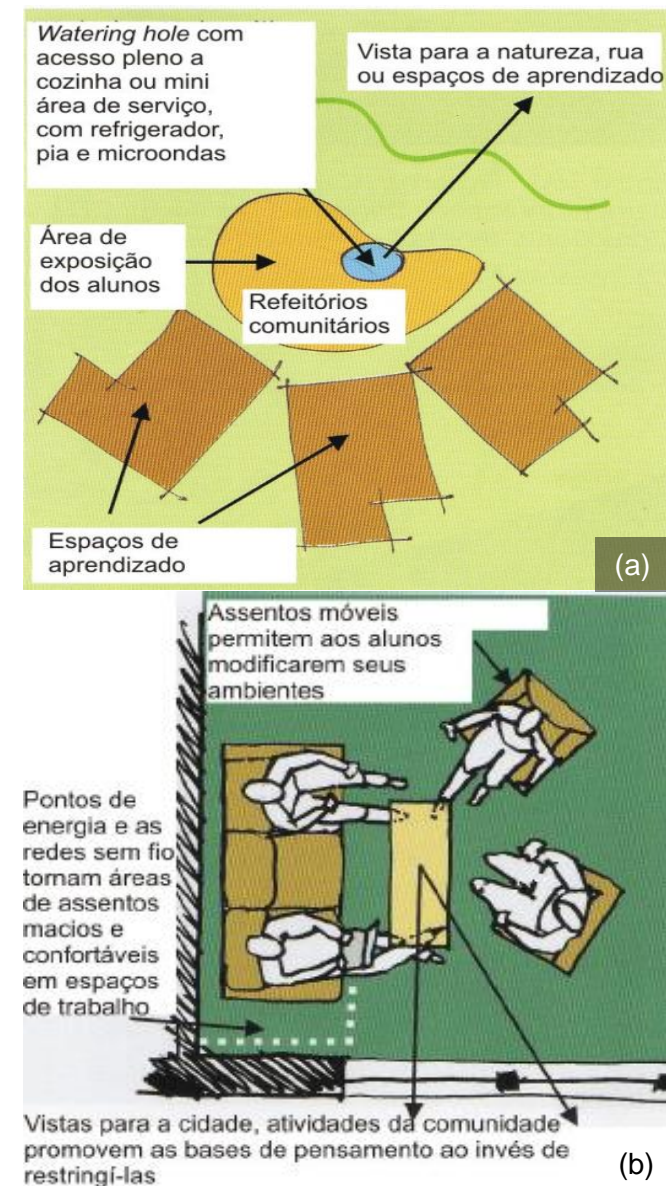 Watering hole com
acesso pleno a
cozinha ou mini
área de serviço,
com refrigerador,
pia e microondas
Vista para a natureza, rua
ou espaços de aprendizado
Área de
exposição
dos alunos
Refeitórios
comunitários
Espaços de
aprendizado
(a)
Assentos móveis
permitem aos alunos
modificarem seus
ambientes
Pontos de
energia e as
redes sem fio
tornam áreas
de assentos
macios e
confortáveis
em espaços
de trabalho
Vistas para a cidade, atividades da comunidade
promovem as bases de pensamento ao invés de
restringí-las
(b)